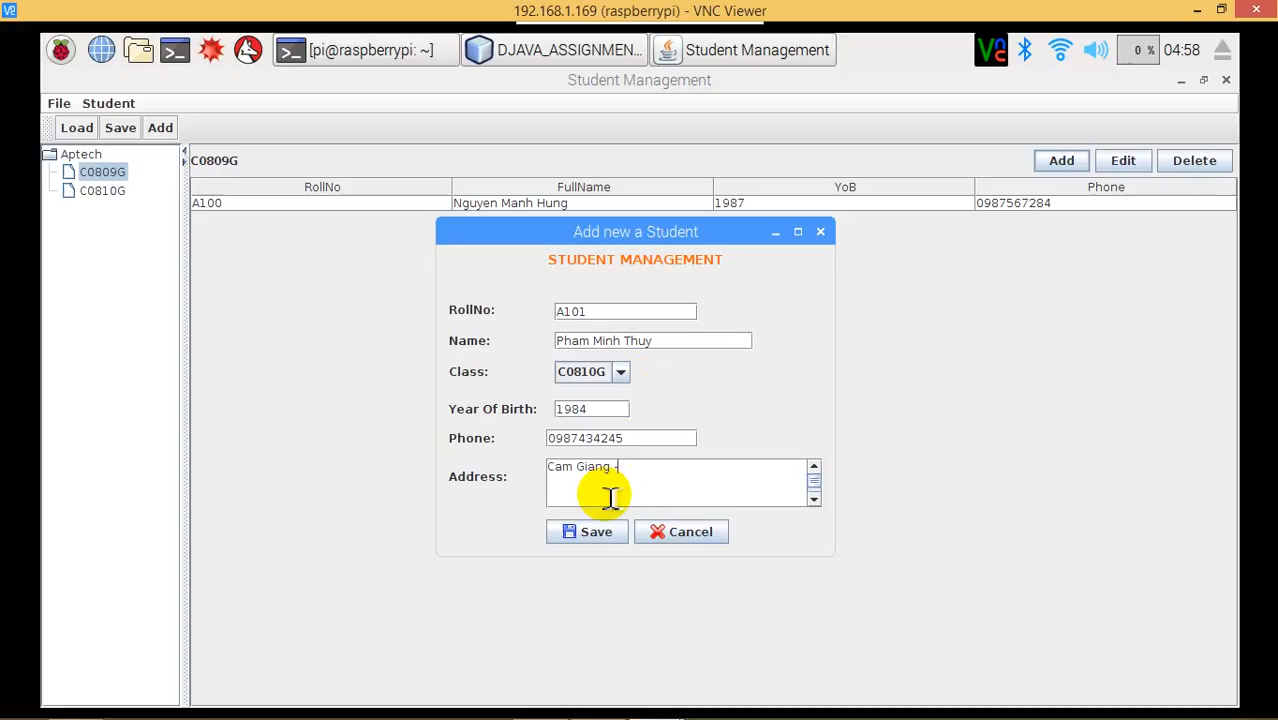 192.168.1.169 (raspberrypi) - VNC Viewer
[pi@raspberrypi: ~]
DJAVA_ASSIGNMEN...
Student Management
0 %
04:58
Student Management
File Student
Load Save Add
Aptech
C0809G
C0810G
C0809G
Add Edit Delete
RollNo FullName YoB Phone
A100 Nguyen Manh Hung 1987 0987567284
Add new a Student
STUDENT MANAGEMENT
RollNo: A101
Name: Pham Minh Thuy
Class: C0810G
Year Of Birth: 1984
Phone: 0987434245
Address: Cam Giang -
Save Cancel